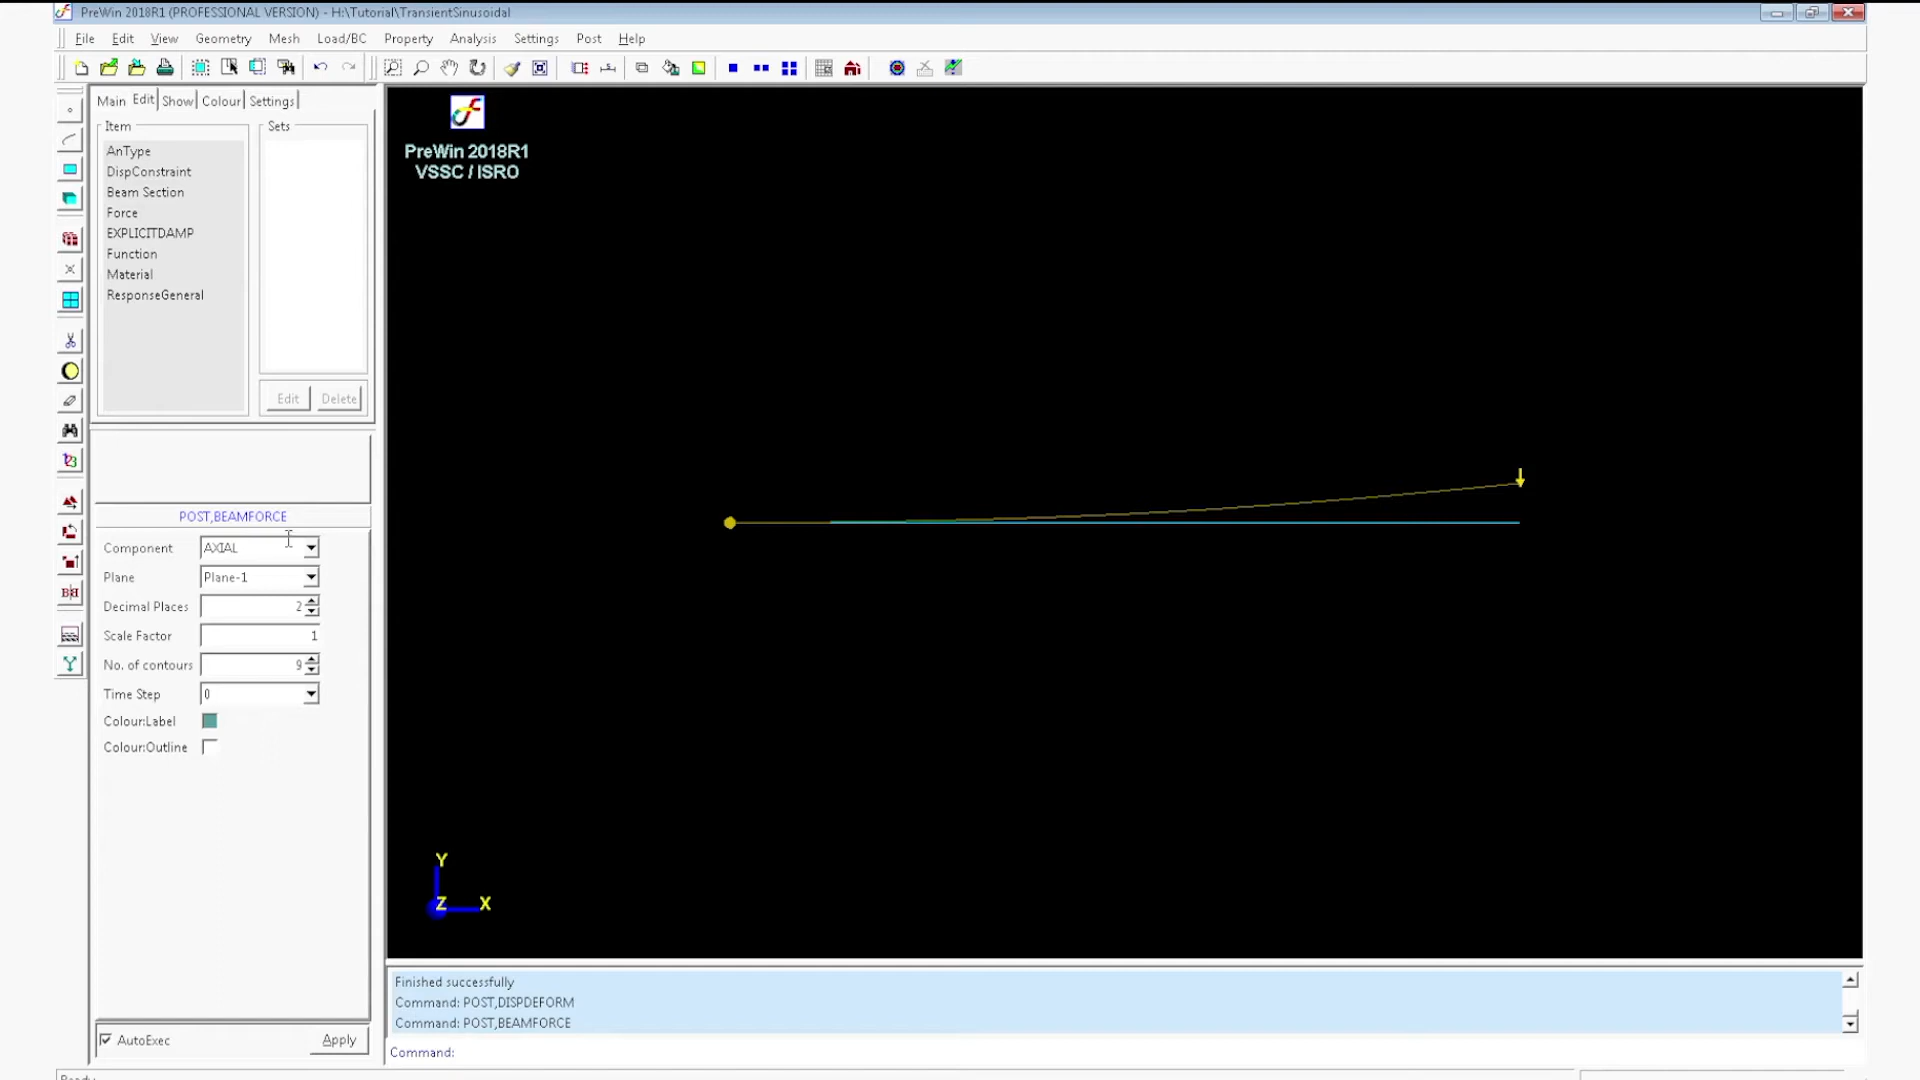 PreWin 2018R1 (PROFESSIONAL VERSION) - H:\Tutorial\TransientSinusoidal
File Edit View Geometry Mesh Load/BC Property Analysis Settings Post Help
Main Edit Show Colour Settings
Item
Sets
AnType
DispConstraint
Beam Section
Force
EXPLICITDAMP
Function
Material
ResponseGeneral
Edit Delete
POST,BEAMFORCE
Component AXIAL
Plane Plane-1
Decimal Places 2
Scale Factor 1
No. of contours 9
Time Step 0
Colour:Label
Colour:Outline
AutoExec Apply
PreWin 2018R1
VSSC / ISRO
Y
Z X
Finished successfully
Command: POST,DISPDEFORM
Command: POST,BEAMFORCE
Command: